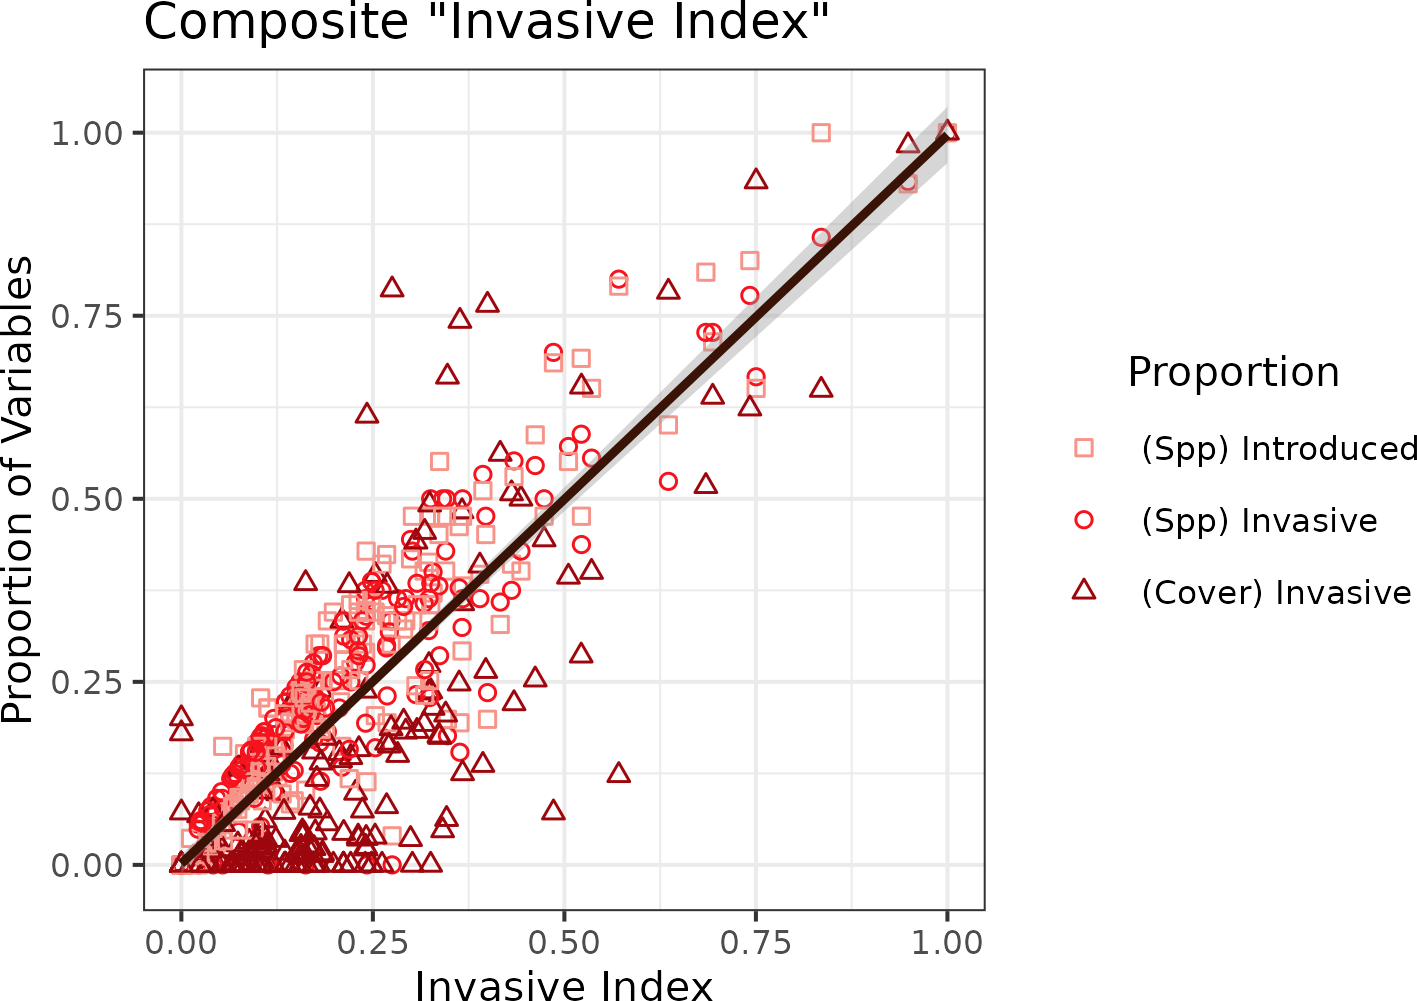 Composite "Invasive Index"
Proportion of Variables
1.00
0.75
0.50
0.25
0.00
0.00 0.25 0.50 0.75 1.00
Invasive Index
Proportion
(Spp) Introduced
(Spp) Invasive
(Cover) Invasive